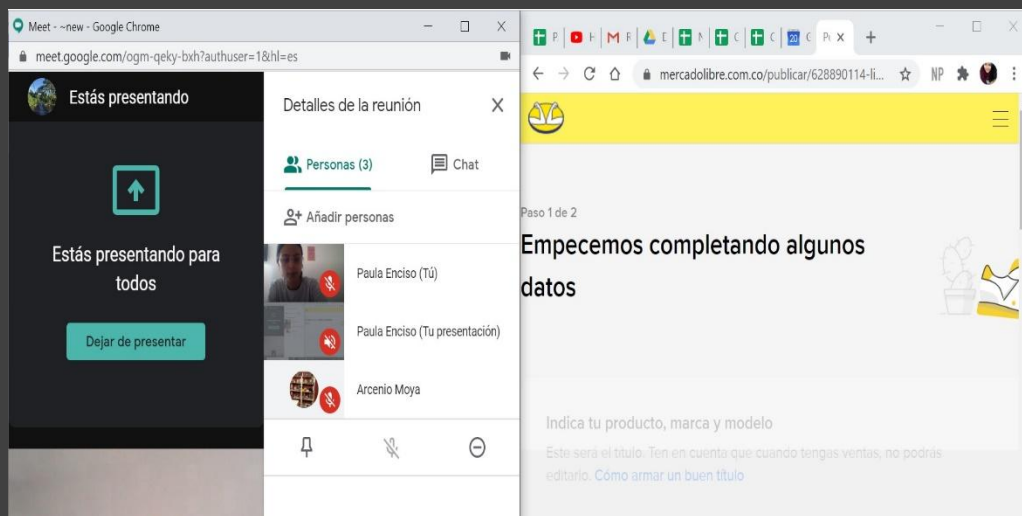 Meet - ~new - Google Chrome
meet.google.com/ogm-qeky-bxh?authuser=1&hl=es
Estás presentando
Estás presentando para
todos
Dejar de presentar
Detalles de la reunión
Personas (3)
Chat
Añadir personas
Paula Enciso (Tú)
Paula Enciso (Tu presentación)
Arcenio Moya
mercadolibre.com.co/publicar/628890114-li...
NP
Paso 1 de 2
Empecemos completando algunos
datos
Indica tu producto, marca y modelo
Este será el título. Ten en cuenta que cuando tengas ventas, no podrás
editarlo. Cómo armar un buen título